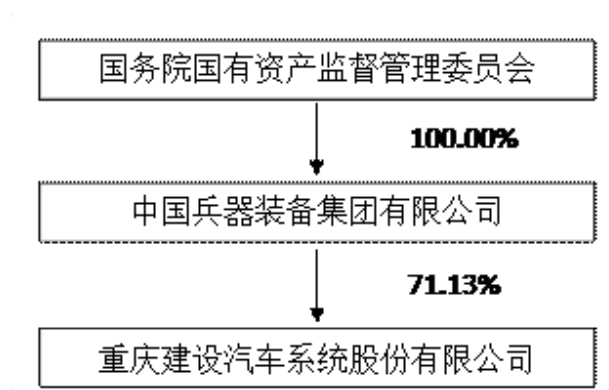 国务院国有资产监督管理委员会
100.00%
中国兵器装备集团有限公司
71.13%
重庆建设汽车系统股份有限公司